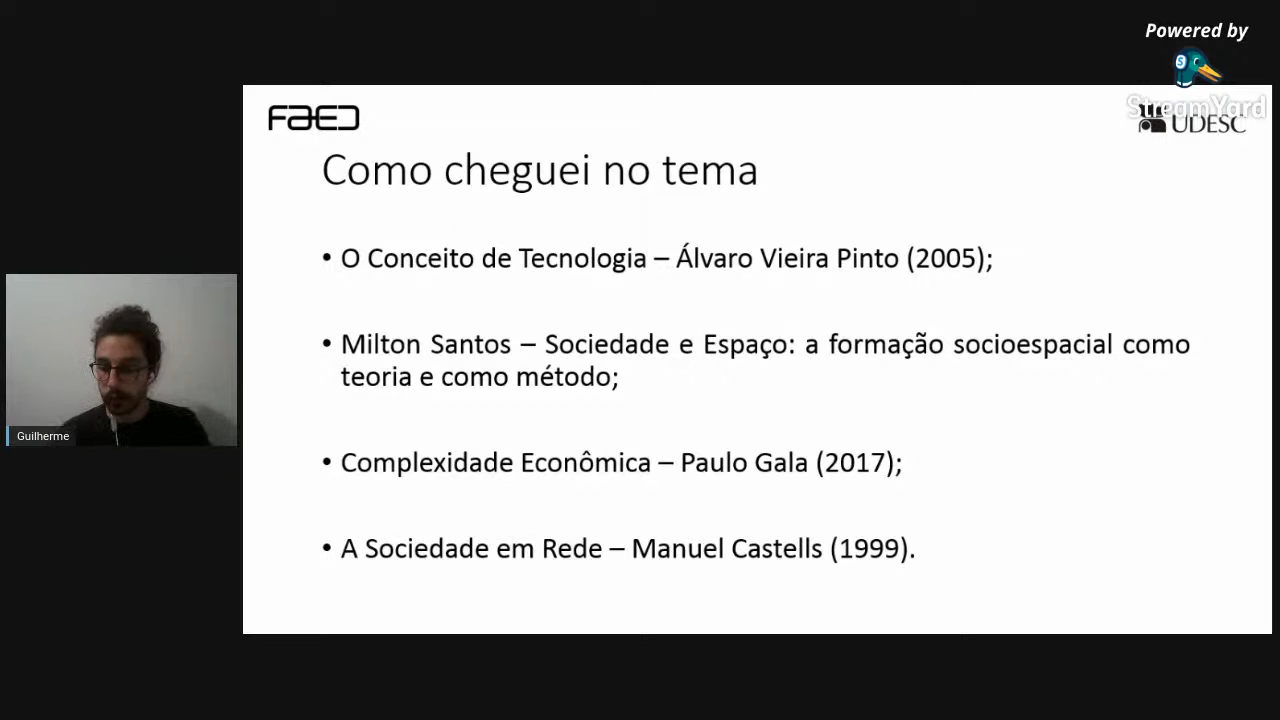 Powered by
StreamYard
FAED
UDESC
Como cheguei no tema
• O Conceito de Tecnologia – Álvaro Vieira Pinto (2005);
• Milton Santos – Sociedade e Espaço: a formação socioespacial como
teoria e como método;
• Complexidade Econômica – Paulo Gala (2017);
• A Sociedade em Rede – Manuel Castells (1999).
Guilherme